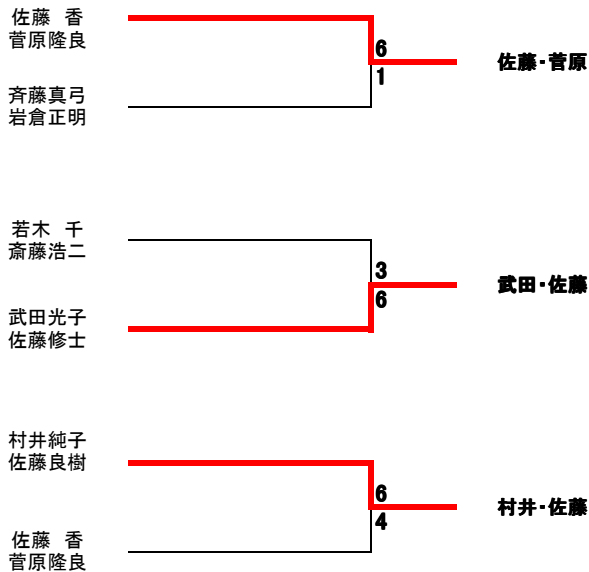 佐藤　香
菅原隆良
6
佐藤・菅原
1
斉藤真弓
岩倉正明
若木　千
斎藤浩二
3
武田・佐藤
6
武田光子
佐藤修士
村井純子
佐藤良樹
6
村井・佐藤
4
佐藤　香
菅原隆良